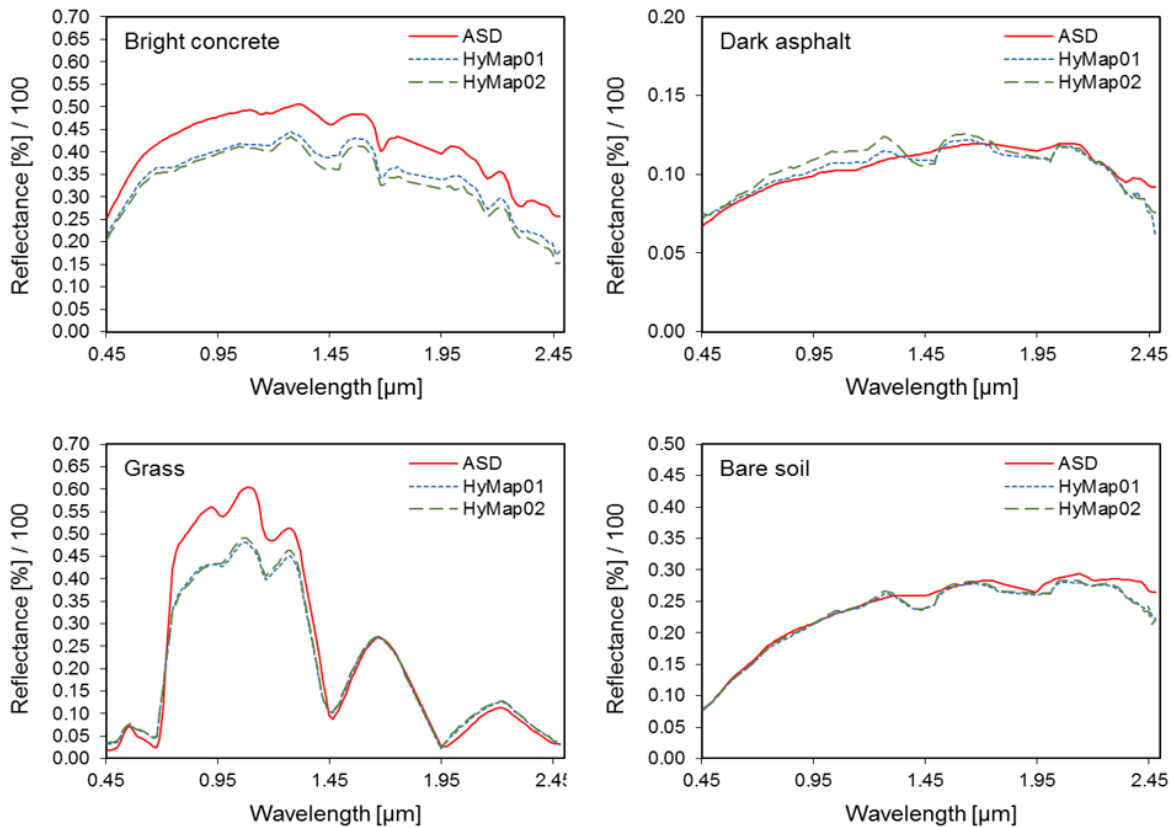 Bright concrete
ASD
HyMap01
HyMap02
Reflectance [%] / 100
0.70
0.65
0.60
0.55
0.50
0.45
0.40
0.35
0.30
0.25
0.20
0.15
0.10
0.05
0.00
0.45 0.95 1.45 1.95 2.45
Wavelength [µm]
Dark asphalt
ASD
HyMap01
HyMap02
Reflectance [%] / 100
0.20
0.15
0.10
0.05
0.00
0.45 0.95 1.45 1.95 2.45
Wavelength [µm]
Grass
ASD
HyMap01
HyMap02
Reflectance [%] / 100
0.70
0.65
0.60
0.55
0.50
0.45
0.40
0.35
0.30
0.25
0.20
0.15
0.10
0.05
0.00
0.45 0.95 1.45 1.95 2.45
Wavelength [µm]
Bare soil
ASD
HyMap01
HyMap02
Reflectance [%] / 100
0.50
0.45
0.40
0.35
0.30
0.25
0.20
0.15
0.10
0.05
0.00
0.45 0.95 1.45 1.95 2.45
Wavelength [µm]